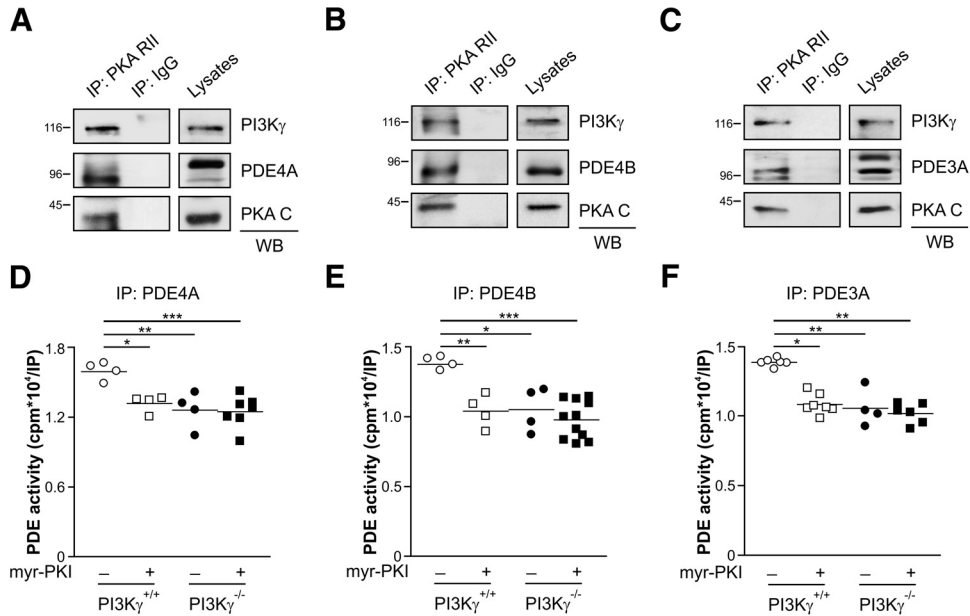 A
IP: PKA RII
IP: IgG
Lysates
116
PI3Kγ
PDE4A
96
45
PKA C
WB
B
IP: PKA RII
IP: IgG
Lysates
116
PI3Kγ
96
PDE4B
45
PKA C
WB
C
IP: PKA RII
IP: IgG
Lysates
116
PI3Kγ
PDE3A
96
45
PKA C
WB
D
IP: PDE4A
***
**
*
PDE activity (cpm*10⁴/IP)
1.8
1.2
0.6
0
myr-PKI – + – +
PI3Kγ+/+ PI3Kγ-/-
E
IP: PDE4B
***
*
**
PDE activity (cpm*10⁴/IP)
1.5
1.0
0.5
0
myr-PKI – + – +
PI3Kγ+/+ PI3Kγ-/-
F
IP: PDE3A
**
**
*
PDE activity (cpm*10⁴/IP)
1.5
1.0
0.5
0
myr-PKI – + – +
PI3Kγ+/+ PI3Kγ-/-